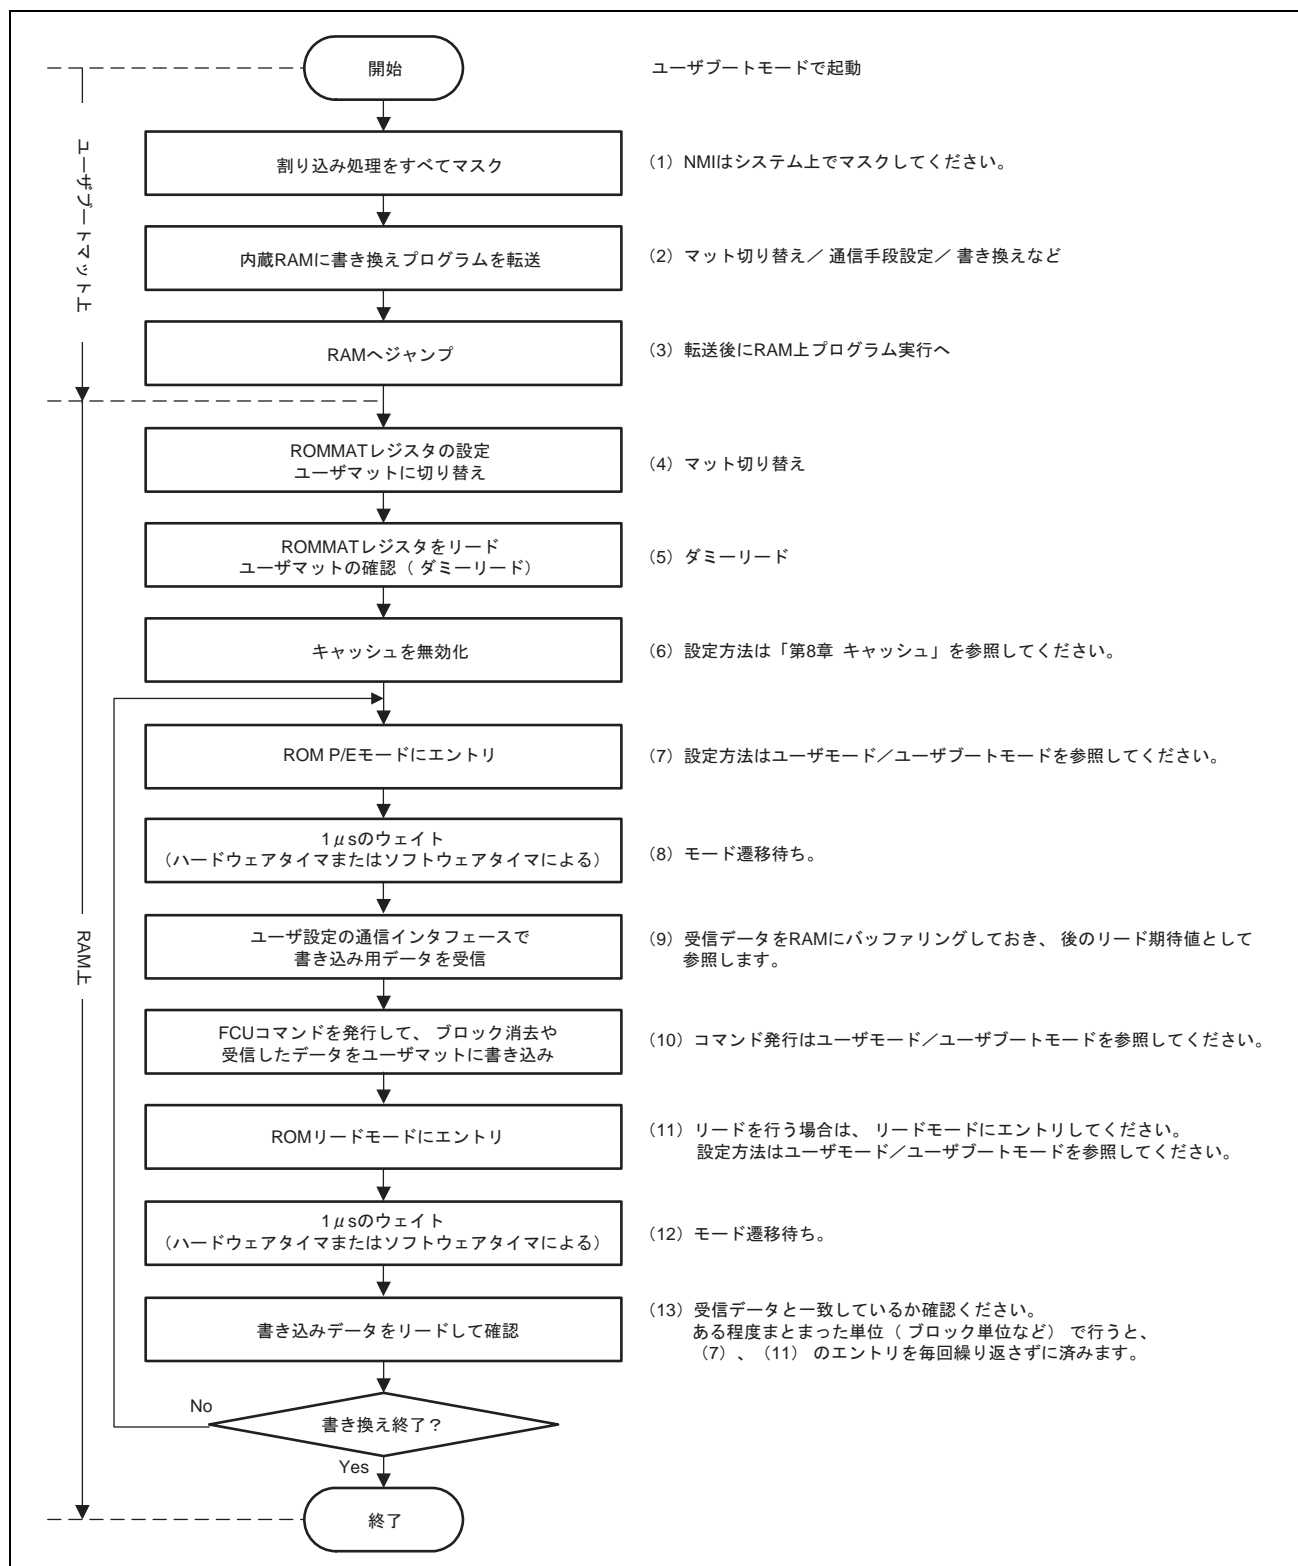 開始
ユーザブートモードで起動
ユーザブートマット上
割り込み処理をすべてマスク
（1）NMIはシステム上でマスクしてください。
内蔵RAMに書き換えプログラムを転送
（2）マット切り替え／ 通信手段設定／ 書き換えなど
RAMへジャンプ
（3）転送後にRAM上プログラム実行へ
RAM上
ROMMATレジスタの設定
ユーザマットに切り替え
（4）マット切り替え
ROMMATレジスタをリード
ユーザマットの確認（ ダミーリード）
（5）ダミーリード
キャッシュを無効化
（6）設定方法は「第8章 キャッシュ」を参照してください。
ROM P/Eモードにエントリ
（7）設定方法はユーザモード／ユーザブートモードを参照してください。
1μsのウェイト
（ハードウェアタイマまたはソフトウェアタイマによる）
（8）モード遷移待ち。
ユーザ設定の通信インタフェースで
書き込み用データを受信
（9）受信データをRAMにバッファリングしておき、 後のリード期待値として
参照します。
FCUコマンドを発行して、 ブロック消去や
受信したデータをユーザマットに書き込み
（10）コマンド発行はユーザモード／ユーザブートモードを参照してください。
ROMリードモードにエントリ
（11）リードを行う場合は、 リードモードにエントリしてください。
設定方法はユーザモード／ユーザブートモードを参照してください。
1μsのウェイト
（ハードウェアタイマまたはソフトウェアタイマによる）
（12）モード遷移待ち。
書き込みデータをリードして確認
（13）受信データと一致しているか確認ください。
ある程度まとまった単位（ ブロック単位など） で行うと、
（7）、（11） のエントリを毎回繰り返さずに済みます。
No
書き換え終了？
Yes
終了